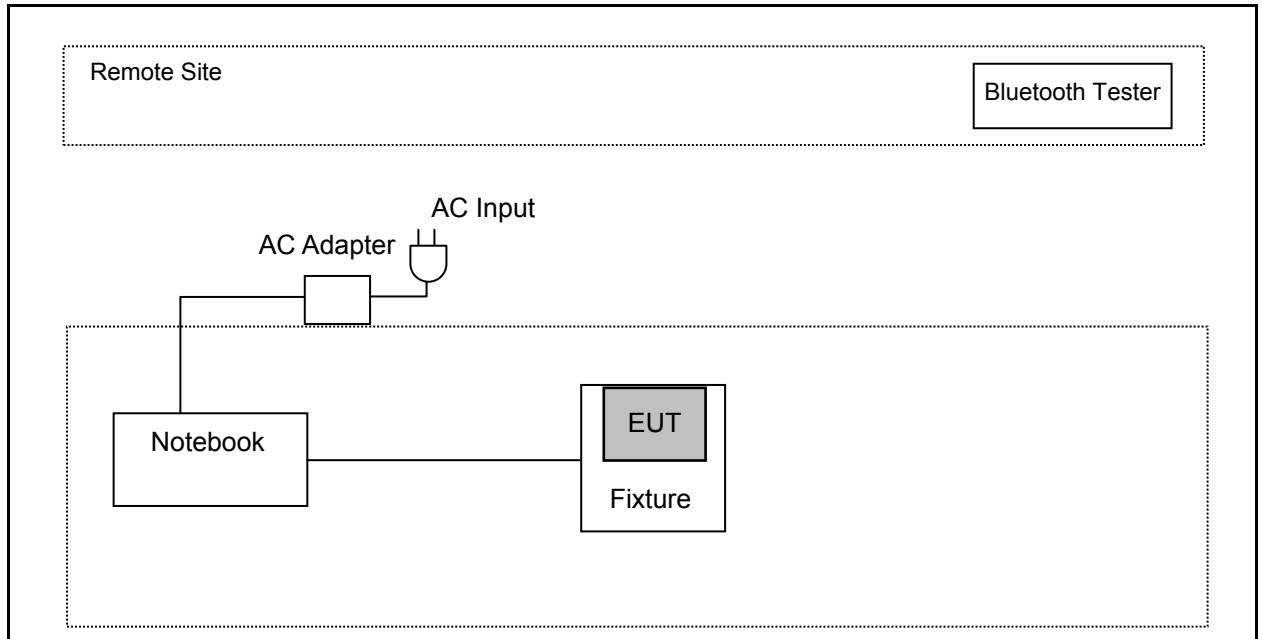 Remote Site
Bluetooth Tester
AC Input
AC Adapter
Notebook
EUT
Fixture